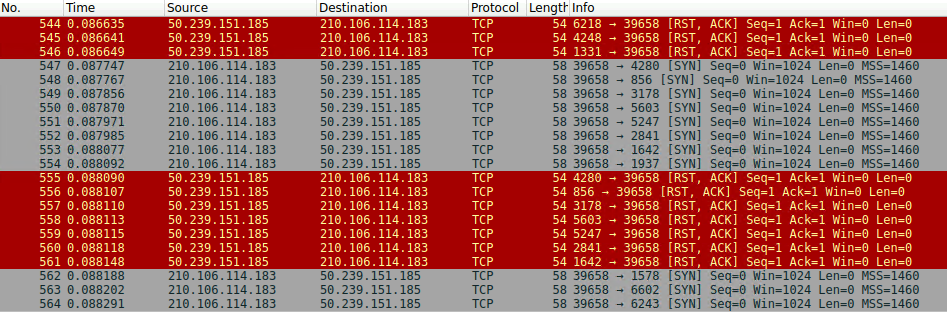 No. Time Source Destination Protocol Length Info
544 0.086635 50.239.151.185 210.106.114.183 TCP 54 6218 → 39658 [RST, ACK] Seq=1 Ack=1 Win=0 Len=0
545 0.086641 50.239.151.185 210.106.114.183 TCP 54 4248 → 39658 [RST, ACK] Seq=1 Ack=1 Win=0 Len=0
546 0.086649 50.239.151.185 210.106.114.183 TCP 54 1331 → 39658 [RST, ACK] Seq=1 Ack=1 Win=0 Len=0
547 0.087747 210.106.114.183 50.239.151.185 TCP 58 39658 → 4280 [SYN] Seq=0 Win=1024 Len=0 MSS=1460
548 0.087767 210.106.114.183 50.239.151.185 TCP 58 39658 → 856 [SYN] Seq=0 Win=1024 Len=0 MSS=1460
549 0.087856 210.106.114.183 50.239.151.185 TCP 58 39658 → 3178 [SYN] Seq=0 Win=1024 Len=0 MSS=1460
550 0.087870 210.106.114.183 50.239.151.185 TCP 58 39658 → 5603 [SYN] Seq=0 Win=1024 Len=0 MSS=1460
551 0.087971 210.106.114.183 50.239.151.185 TCP 58 39658 → 5247 [SYN] Seq=0 Win=1024 Len=0 MSS=1460
552 0.087985 210.106.114.183 50.239.151.185 TCP 58 39658 → 2841 [SYN] Seq=0 Win=1024 Len=0 MSS=1460
553 0.088077 210.106.114.183 50.239.151.185 TCP 58 39658 → 1642 [SYN] Seq=0 Win=1024 Len=0 MSS=1460
554 0.088092 210.106.114.183 50.239.151.185 TCP 58 39658 → 1937 [SYN] Seq=0 Win=1024 Len=0 MSS=1460
555 0.088090 50.239.151.185 210.106.114.183 TCP 54 4280 → 39658 [RST, ACK] Seq=1 Ack=1 Win=0 Len=0
556 0.088107 50.239.151.185 210.106.114.183 TCP 54 856 → 39658 [RST, ACK] Seq=1 Ack=1 Win=0 Len=0
557 0.088110 50.239.151.185 210.106.114.183 TCP 54 3178 → 39658 [RST, ACK] Seq=1 Ack=1 Win=0 Len=0
558 0.088113 50.239.151.185 210.106.114.183 TCP 54 5603 → 39658 [RST, ACK] Seq=1 Ack=1 Win=0 Len=0
559 0.088115 50.239.151.185 210.106.114.183 TCP 54 5247 → 39658 [RST, ACK] Seq=1 Ack=1 Win=0 Len=0
560 0.088118 50.239.151.185 210.106.114.183 TCP 54 2841 → 39658 [RST, ACK] Seq=1 Ack=1 Win=0 Len=0
561 0.088148 50.239.151.185 210.106.114.183 TCP 54 1642 → 39658 [RST, ACK] Seq=1 Ack=1 Win=0 Len=0
562 0.088188 210.106.114.183 50.239.151.185 TCP 58 39658 → 1578 [SYN] Seq=0 Win=1024 Len=0 MSS=1460
563 0.088202 210.106.114.183 50.239.151.185 TCP 58 39658 → 6602 [SYN] Seq=0 Win=1024 Len=0 MSS=1460
564 0.088291 210.106.114.183 50.239.151.185 TCP 58 39658 → 6243 [SYN] Seq=0 Win=1024 Len=0 MSS=1460